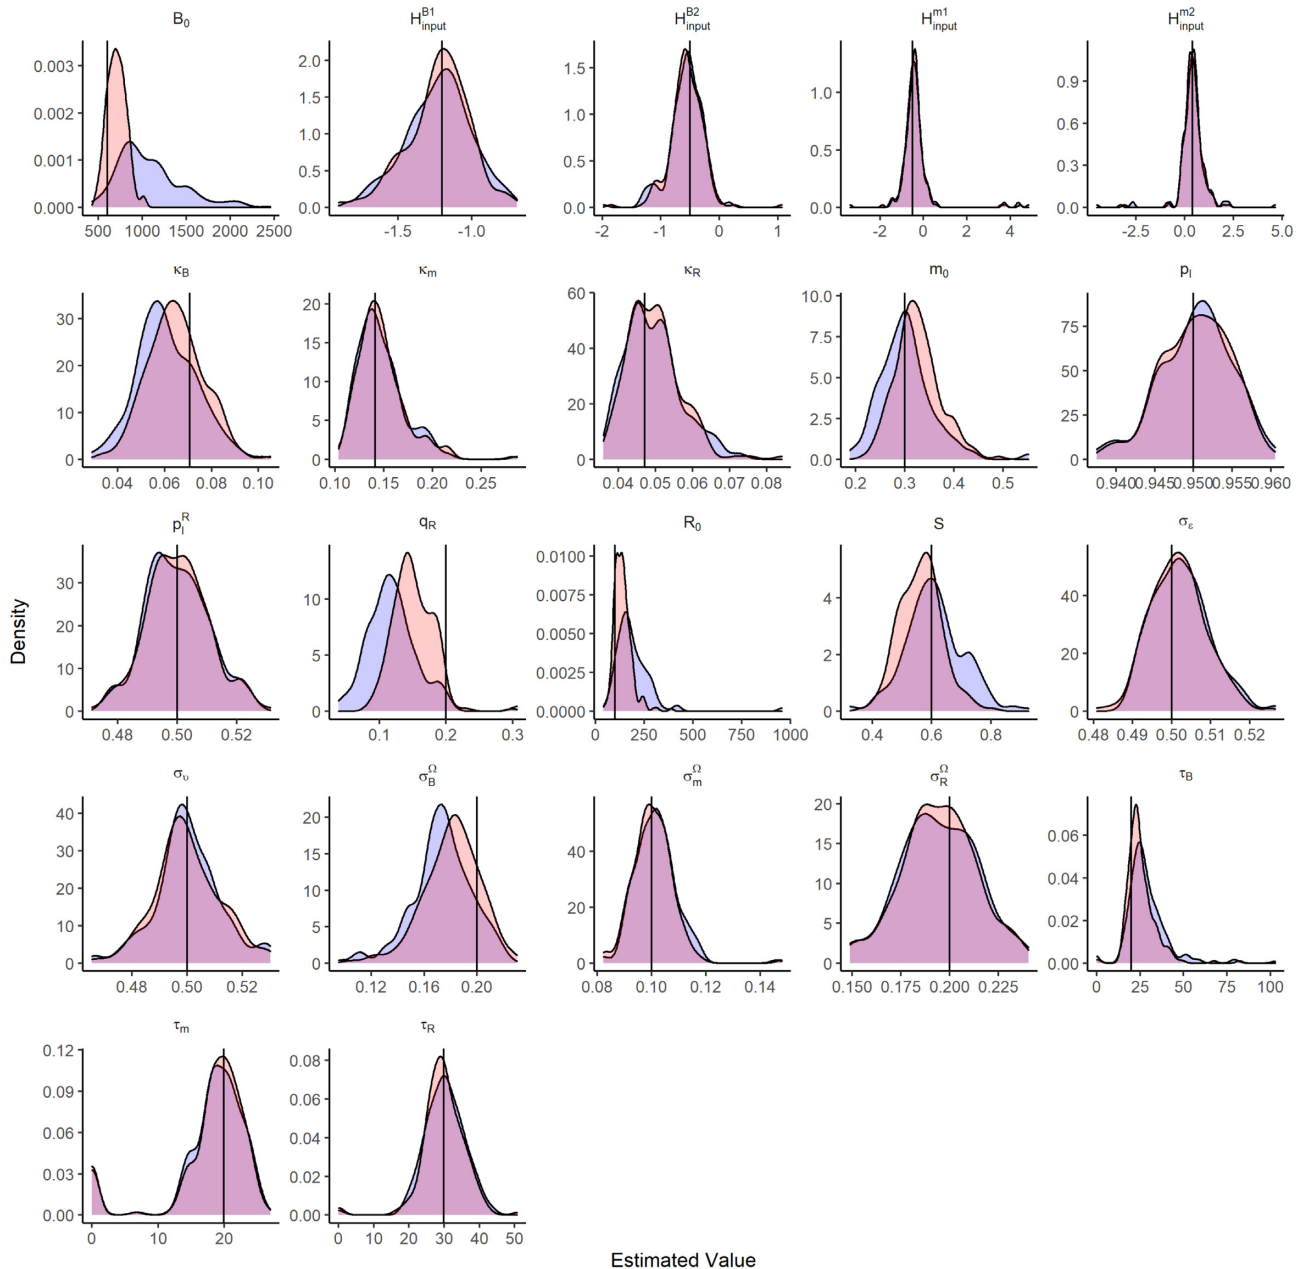 B₀ H^B1_input H^B2_input H^m1_input H^m2_input
0.003 0.002 0.001 0.000
500 1000 1500 2000 2500
2.0 1.5 1.0 0.5 0.0
-1.5 -1.0
1.5 1.0 0.5 0.0
-2 -1 0 1
1.0 0.5 0.0
-2 0 2 4
0.9 0.6 0.3 0.0
-2.5 0.0 2.5 5.0
κ_B κ_m κ_R m₀ p_I
30 20 10 0
0.04 0.06 0.08 0.10
20 15 10 5 0
0.10 0.15 0.20 0.25
60 40 20 0
0.04 0.05 0.06 0.07 0.08
10.0 7.5 5.0 2.5 0.0
0.2 0.3 0.4 0.5
75 50 25 0
0.940 0.945 0.950 0.955 0.960
p_I^R q_R R₀ S σ_ε
30 20 10 0
0.48 0.50 0.52
10 5 0
0.1 0.2 0.3
0.0100 0.0075 0.0050 0.0025 0.0000
0 250 500 750 1000
4 2 0
0.4 0.6 0.8
40 20 0
0.48 0.49 0.50 0.51 0.52
Density
σ_υ σ_B^Ω σ_m^Ω σ_R^Ω τ_B
40 30 20 10 0
0.48 0.50 0.52
20 15 10 5 0
0.12 0.16 0.20
40 20 0
0.08 0.10 0.12 0.14
20 15 10 5 0
0.150 0.175 0.200 0.225
0.06 0.04 0.02 0.00
0 25 50 75 100
τ_m τ_R
0.12 0.09 0.06 0.03 0.00
0 10 20
0.08 0.06 0.04 0.02 0.00
0 10 20 30 40 50
Estimated Value